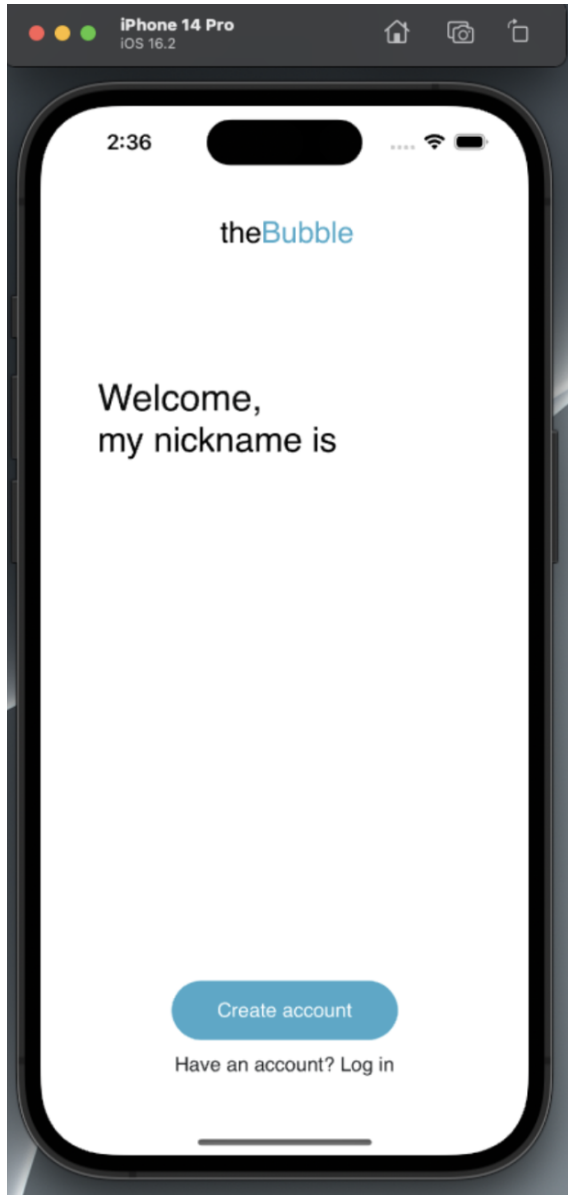 iPhone 14 Pro
iOS 16.2
2:36
theBubble
Welcome,
my nickname is
Create account
Have an account? Log in